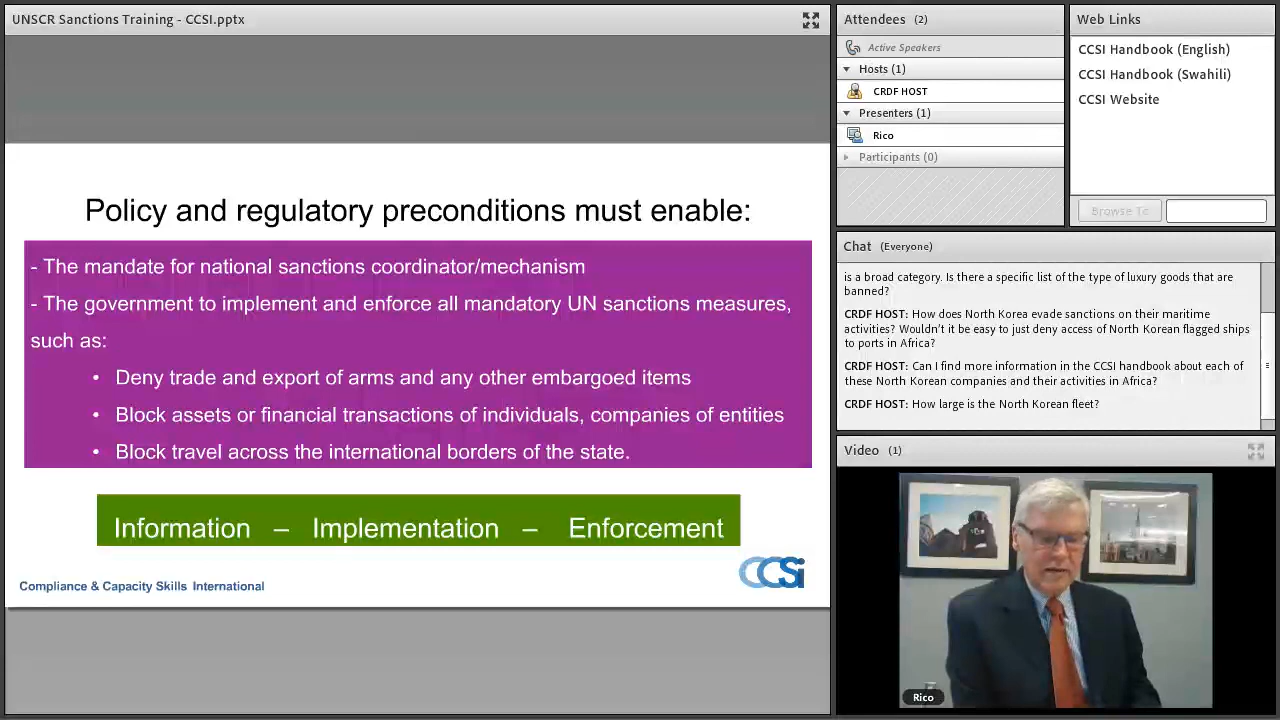 UNSCR Sanctions Training - CCSI.pptx
Policy and regulatory preconditions must enable:
- The mandate for national sanctions coordinator/mechanism
- The government to implement and enforce all mandatory UN sanctions measures,
such as:
• Deny trade and export of arms and any other embargoed items
• Block assets or financial transactions of individuals, companies of entities
• Block travel across the international borders of the state.
Information – Implementation – Enforcement
Compliance & Capacity Skills International
CCSi
Attendees (2)
Active Speakers
Hosts (1)
CRDF HOST
Presenters (1)
Rico
Participants (0)
Web Links
CCSI Handbook (English)
CCSI Handbook (Swahili)
CCSI Website
Browse To
Chat (Everyone)
is a broad category. Is there a specific list of the type of luxury goods that are
banned?
CRDF HOST: How does North Korea evade sanctions on their maritime
activities? Wouldn't it be easy to just deny access of North Korean flagged ships
to ports in Africa?
CRDF HOST: Can I find more information in the CCSI handbook about each of
these North Korean companies and their activities in Africa?
CRDF HOST: How large is the North Korean fleet?
Video (1)
Rico